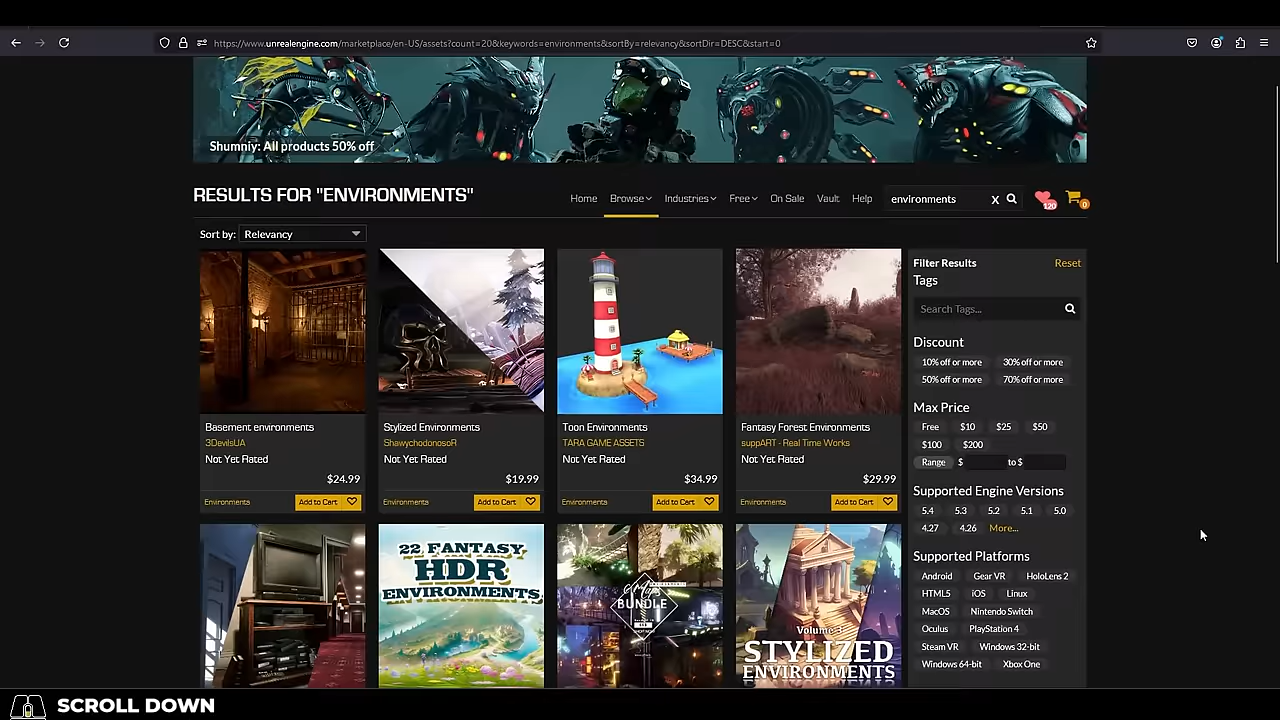 https://www.unrealengine.com/marketplace/en-US/assets?count=20&keywords=environments&sortBy=relevancy&sortDir=DESC&start=0
Shumniy: All products 50% off
RESULTS FOR "ENVIRONMENTS"
Home Browse Industries Free On Sale Vault Help environments X 120 0
Sort by: Relevancy
Filter Results Reset
Tags
Search Tags...
Discount
10% off or more 30% off or more
50% off or more 70% off or more
Max Price
Free $10 $25 $50
$100 $200
Range $ to $
Supported Engine Versions
5.4 5.3 5.2 5.1 5.0
4.27 4.26 More...
Supported Platforms
Android Gear VR HoloLens 2
HTML5 iOS Linux
MacOS Nintendo Switch
Oculus PlayStation 4
Steam VR Windows 32-bit
Windows 64-bit Xbox One
Basement environments
3DevilsUA
Not Yet Rated
$24.99
Environments Add to Cart
Stylized Environments
ShawychodonosoR
Not Yet Rated
$19.99
Environments Add to Cart
Toon Environments
TARA GAME ASSETS
Not Yet Rated
$34.99
Environments Add to Cart
Fantasy Forest Environments
suppART - Real Time Works
Not Yet Rated
$29.99
Environments Add to Cart
22 FANTASY
HDR
ENVIRONMENTS
BUNDLE
Volume 3
STYLIZED
ENVIRONMENTS
SCROLL DOWN